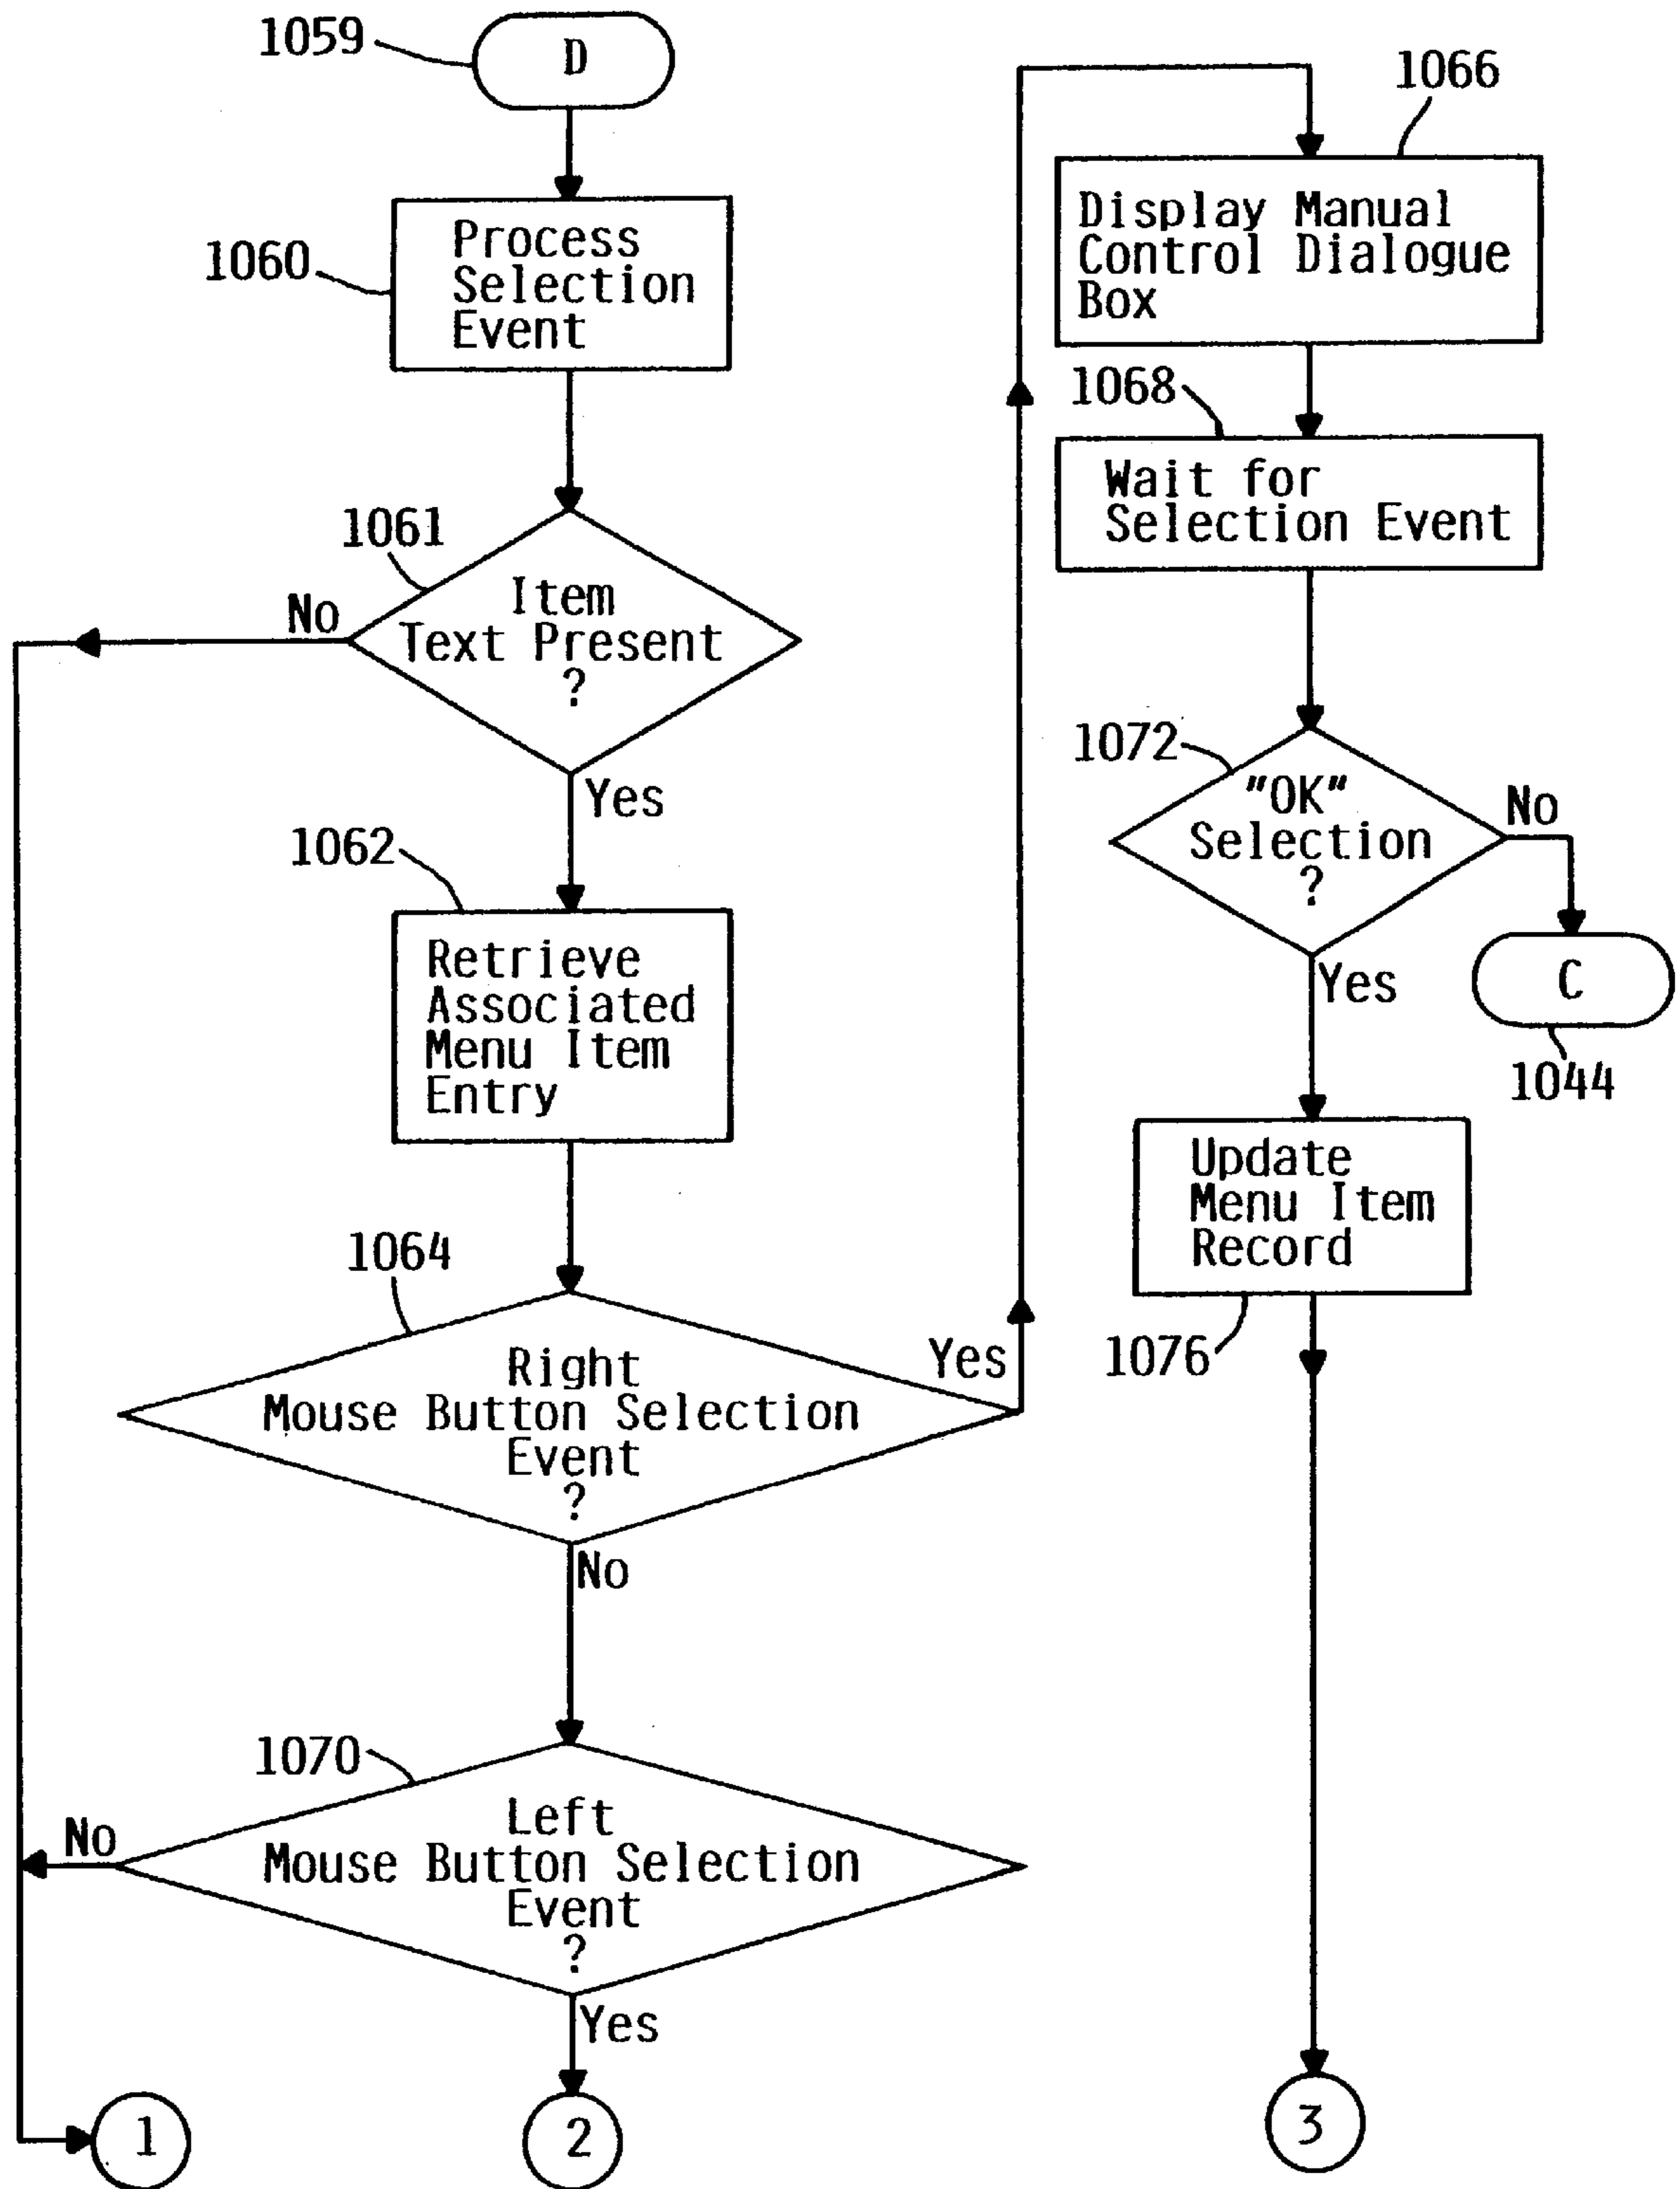 1059
D
1060
Process
Selection
Event
1061
Item
Text Present
?
No
Yes
1062
Retrieve
Associated
Menu Item
Entry
1064
Right
Mouse Button Selection
Event
?
Yes
No
1070
Left
Mouse Button Selection
Event
?
No
Yes
1
2
1066
Display Manual
Control Dialogue
Box
1068
Wait for
Selection Event
1072
"OK"
Selection
?
No
Yes
C
1044
Update
Menu Item
Record
1076
3